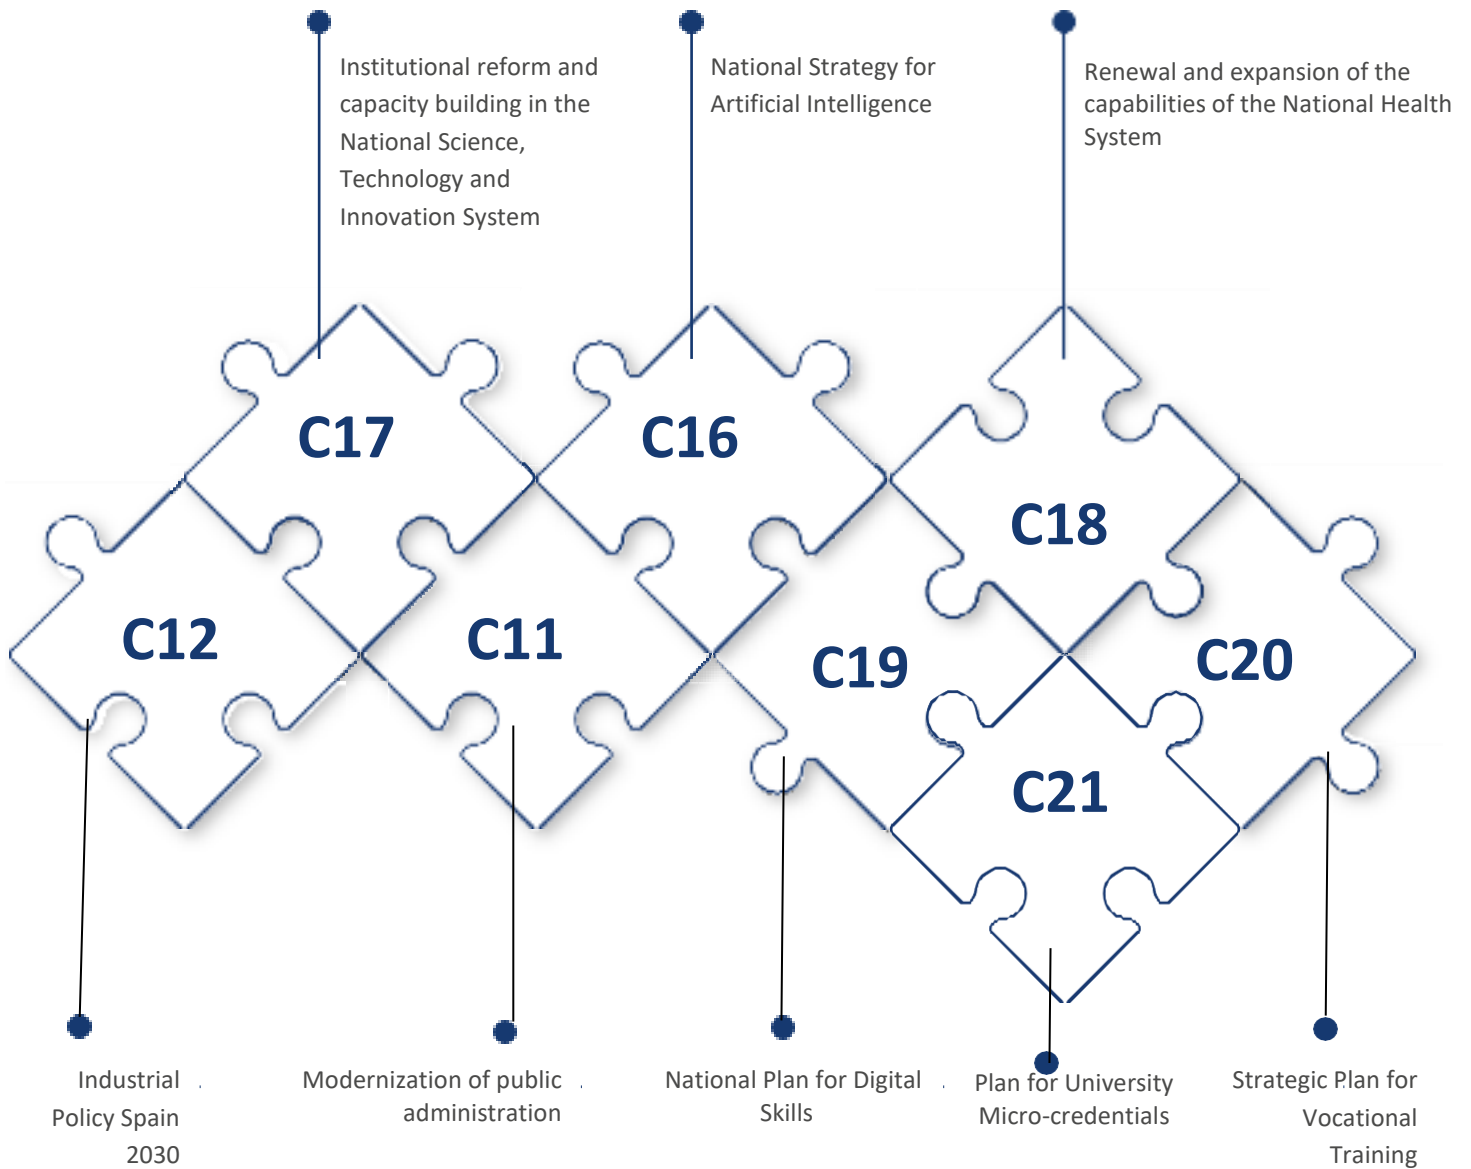 Institutional reform and
capacity building in the
National Science,
Technology and
Innovation System
National Strategy for
Artificial Intelligence
Renewal and expansion of the
capabilities of the National Health
System
C17
C16
C18
C12
C11
C19
C20
C21
Industrial
Policy Spain
2030
Modernization of public
administration
National Plan for Digital
Skills
Plan for University
Micro-credentials
Strategic Plan for
Vocational
Training